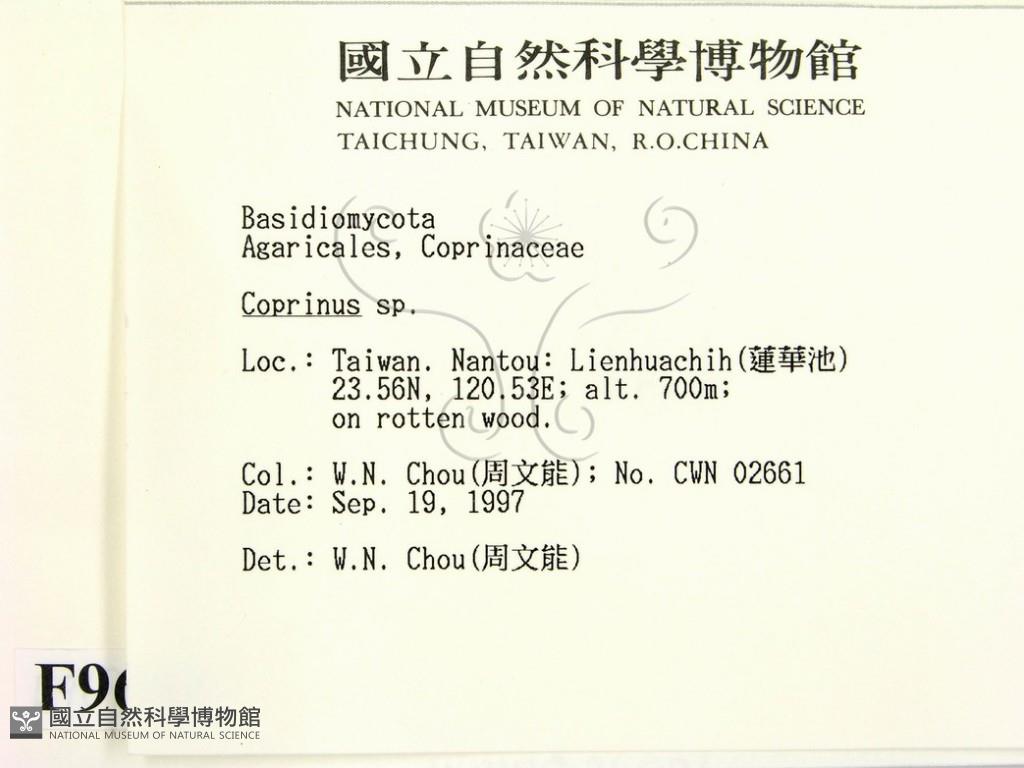 國立自然科學博物館
NATIONAL MUSEUM OF NATURAL SCIENCE
TAICHUNG, TAIWAN, R.O.CHINA
Basidiomycota
Agaricales, Coprinaceae
Coprinus sp.
Loc.: Taiwan. Nantou: Lienhuachih(蓮華池)
23.56N, 120.53E; alt. 700m;
on rotten wood.
Col.: W.N. Chou(周文能); No. CWN 02661
Date: Sep. 19, 1997
Det.: W.N. Chou(周文能)
F9
國立自然科學博物館
NATIONAL MUSEUM OF NATURAL SCIENCE